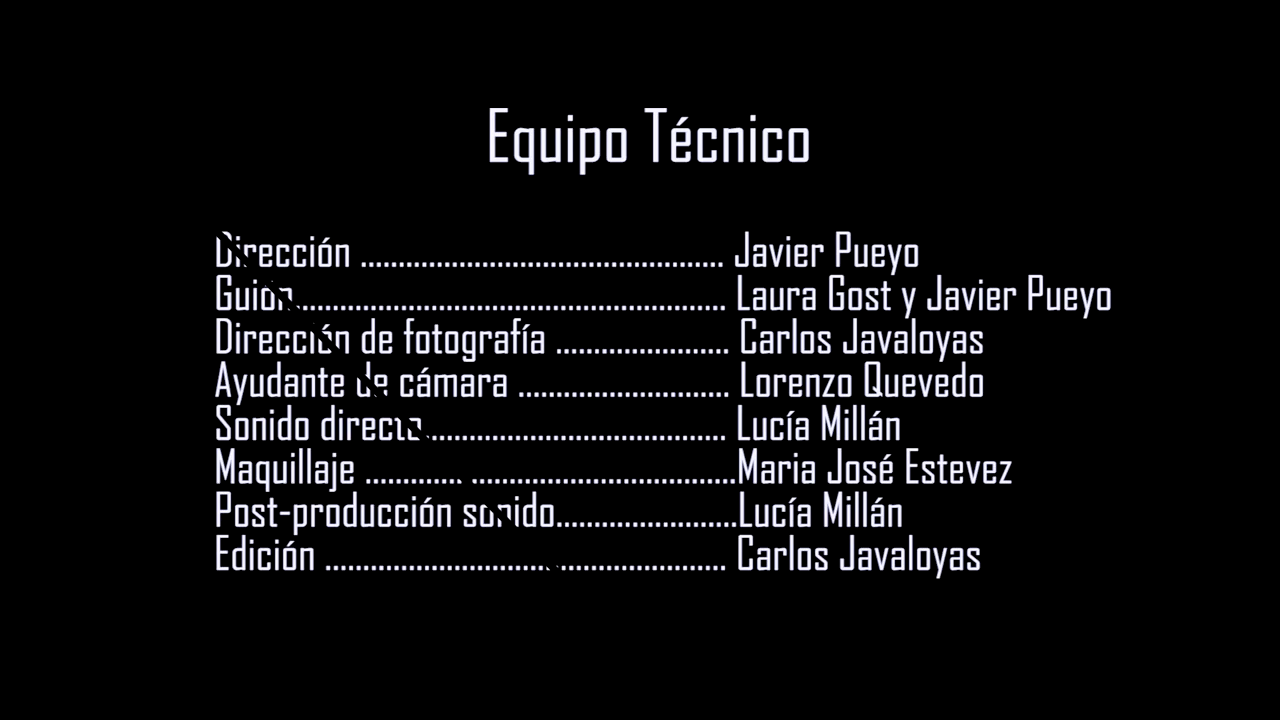 Equipo Técnico
Dirección ................................................ Javier Pueyo
Guión........................................................ Laura Gost y Javier Pueyo
Dirección de fotografía ....................... Carlos Javaloyas
Ayudante de cámara ............................ Lorenzo Quevedo
Sonido directo....................................... Lucía Millán
Maquillaje .................................................Maria José Estevez
Post-producción sonido........................Lucía Millán
Edición ..................................................... Carlos Javaloyas